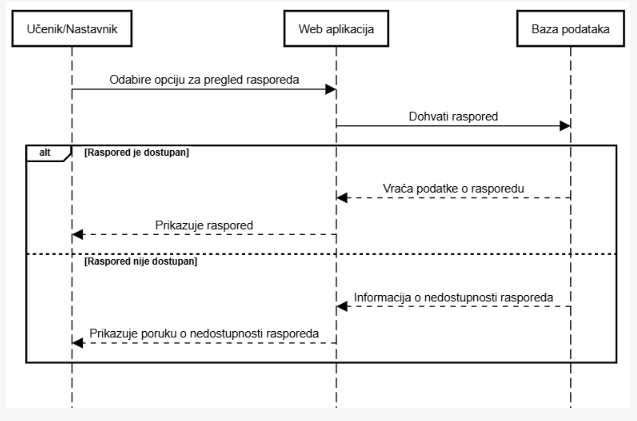 Učenik/Nastavnik
Web aplikacija
Baza podataka
Odabire opciju za pregled rasporeda
Dohvati raspored
alt
[Raspored je dostupan]
Vraća podatke o rasporedu
Prikazuje raspored
[Raspored nije dostupan]
Informacija o nedostupnosti rasporeda
Prikazuje poruku o nedostupnosti rasporeda